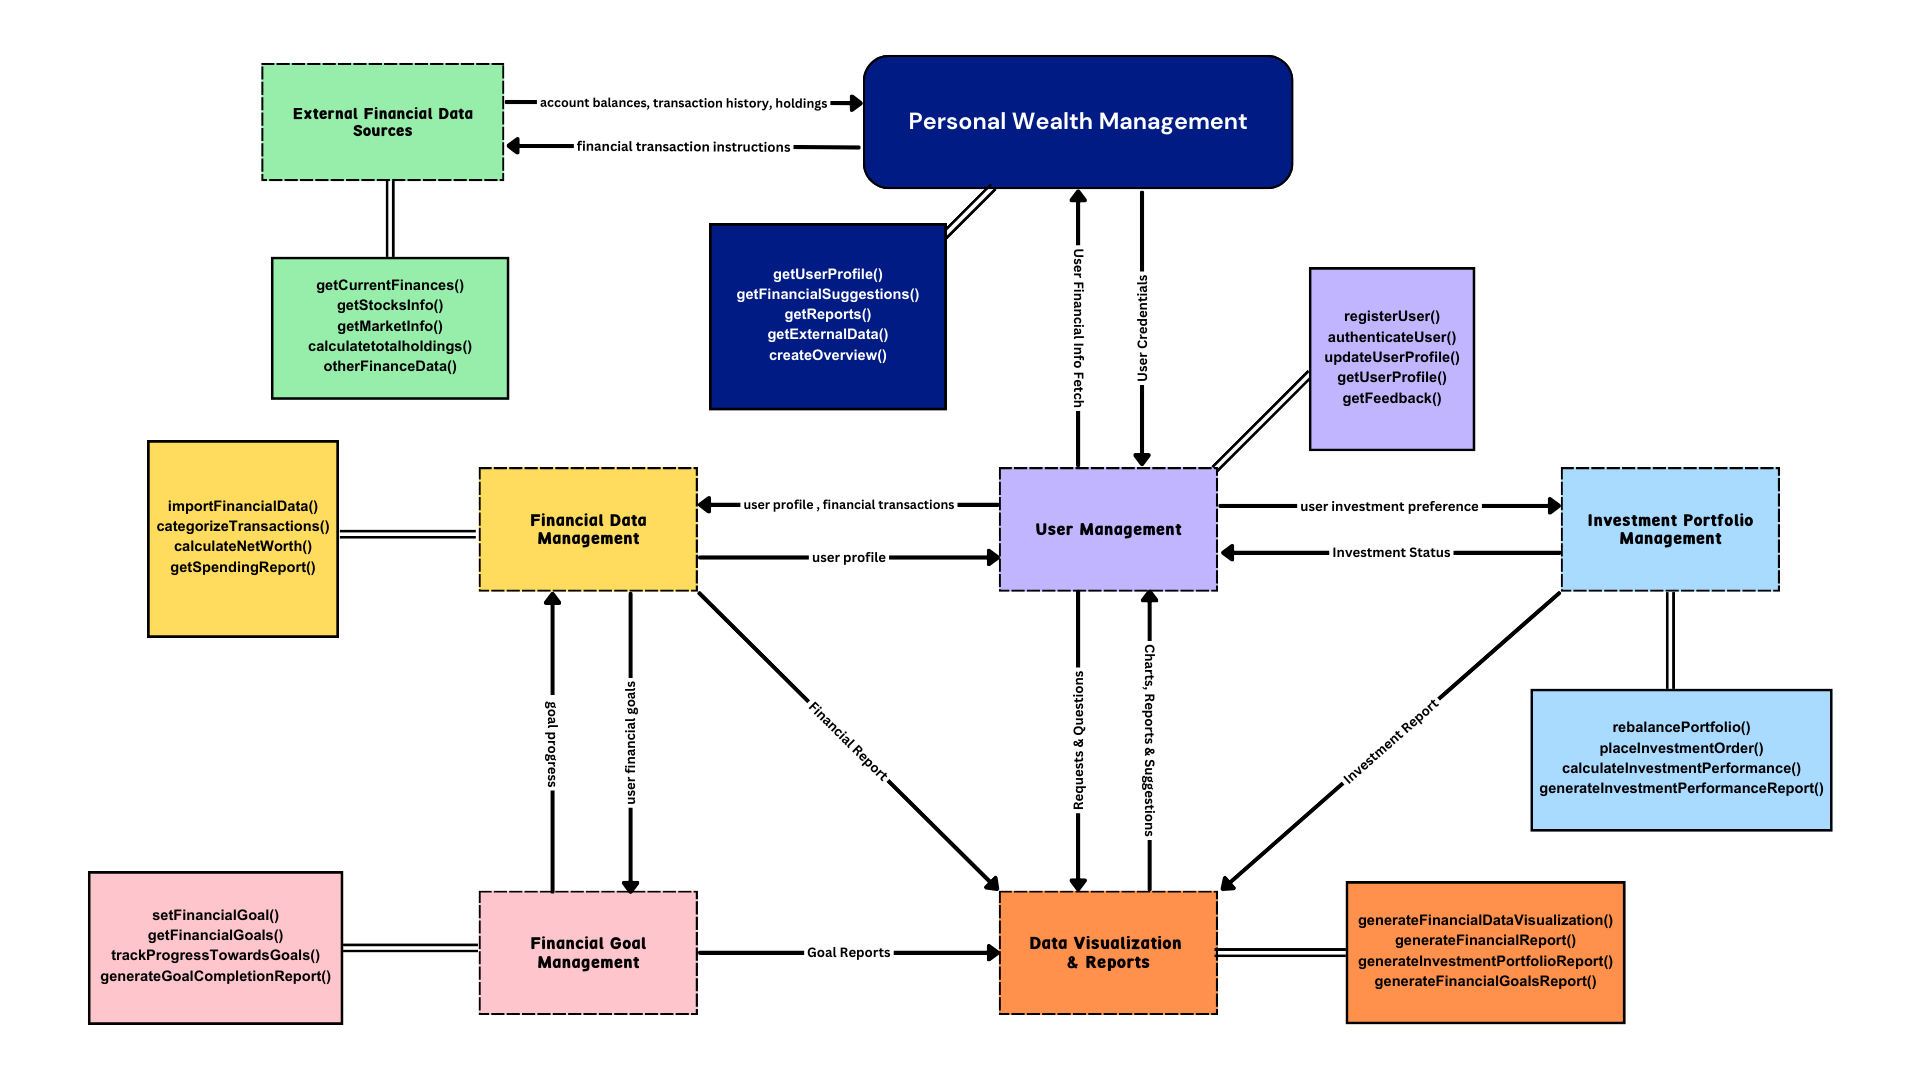 External Financial Data
Sources
account balances, transaction history, holdings
financial transaction instructions
Personal Wealth Management
getCurrentFinances()
getStocksInfo()
getMarketInfo()
calculatetotalholdings()
otherFinanceData()
getUserProfile()
getFinancialSuggestions()
getReports()
getExternalData()
createOverview()
User Financial Info Fetch
User Credentials
registerUser()
authenticateUser()
updateUserProfile()
getUserProfile()
getFeedback()
importFinancialData()
categorizeTransactions()
calculateNetWorth()
getSpendingReport()
Financial Data
Management
user profile , financial transactions
user profile
User Management
user investment preference
Investment Status
Investment Portfolio
Management
goal progress
user financial goals
Financial Report
Requests & Questions
Charts, Reports & Suggestions
Investment Report
rebalancePortfolio()
placeInvestmentOrder()
calculateInvestmentPerformance()
generateInvestmentPerformanceReport()
setFinancialGoal()
getFinancialGoals()
trackProgressTowardsGoals()
generateGoalCompletionReport()
Financial Goal
Management
Goal Reports
Data Visualization
& Reports
generateFinancialDataVisualization()
generateFinancialReport()
generateInvestmentPortfolioReport()
generateFinancialGoalsReport()